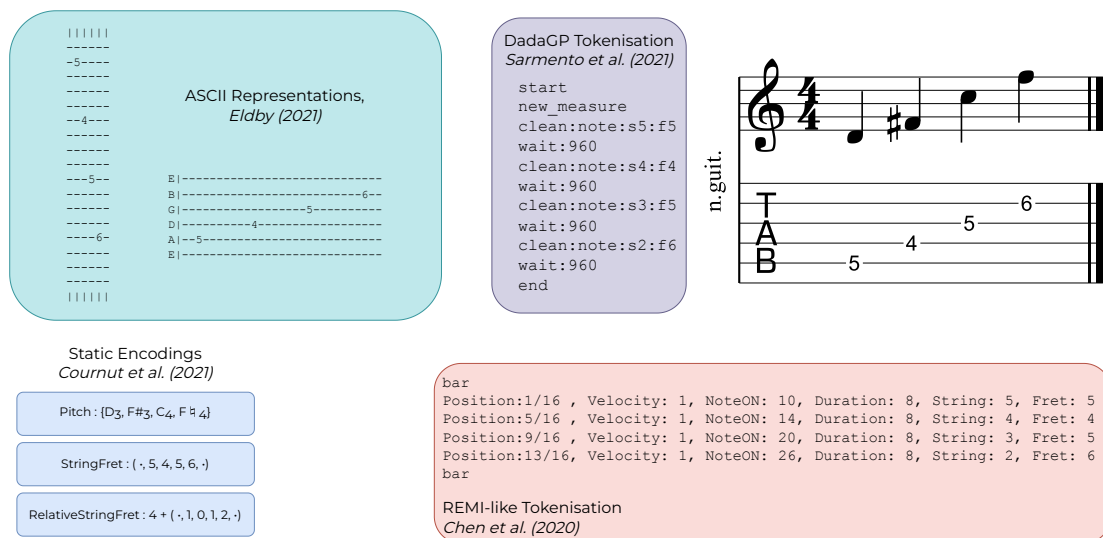 ||||||
------
-5----
------
------
------
--4---
------
------
------
---5--
------
------
------
----6-
------
------
------
||||||
ASCII Representations,
Eldby (2021)
E|--------------------------------
B|-----------------------------6--
G|--------------------5-----------
D|-----------4--------------------
A|--5-----------------------------
E|--------------------------------
DadaGP Tokenisation
Sarmento et al. (2021)
start
new_measure
clean:note:s5:f5
wait:960
clean:note:s4:f4
wait:960
clean:note:s3:f5
wait:960
clean:note:s2:f6
wait:960
end
4
4
n.guit.
T
A
B
5
4
5
6
Static Encodings
Cournut et al. (2021)
Pitch : {D3, F#3, C4, F♮4}
StringFret : ( ·, 5, 4, 5, 6, ·)
RelativeStringFret : 4 + ( ·, 1, 0, 1, 2, ·)
bar
Position:1/16 , Velocity: 1, NoteON: 10, Duration: 8, String: 5, Fret: 5
Position:5/16 , Velocity: 1, NoteON: 14, Duration: 8, String: 4, Fret: 4
Position:9/16 , Velocity: 1, NoteON: 20, Duration: 8, String: 3, Fret: 5
Position:13/16, Velocity: 1, NoteON: 26, Duration: 8, String: 2, Fret: 6
bar
REMI-like Tokenisation
Chen et al. (2020)